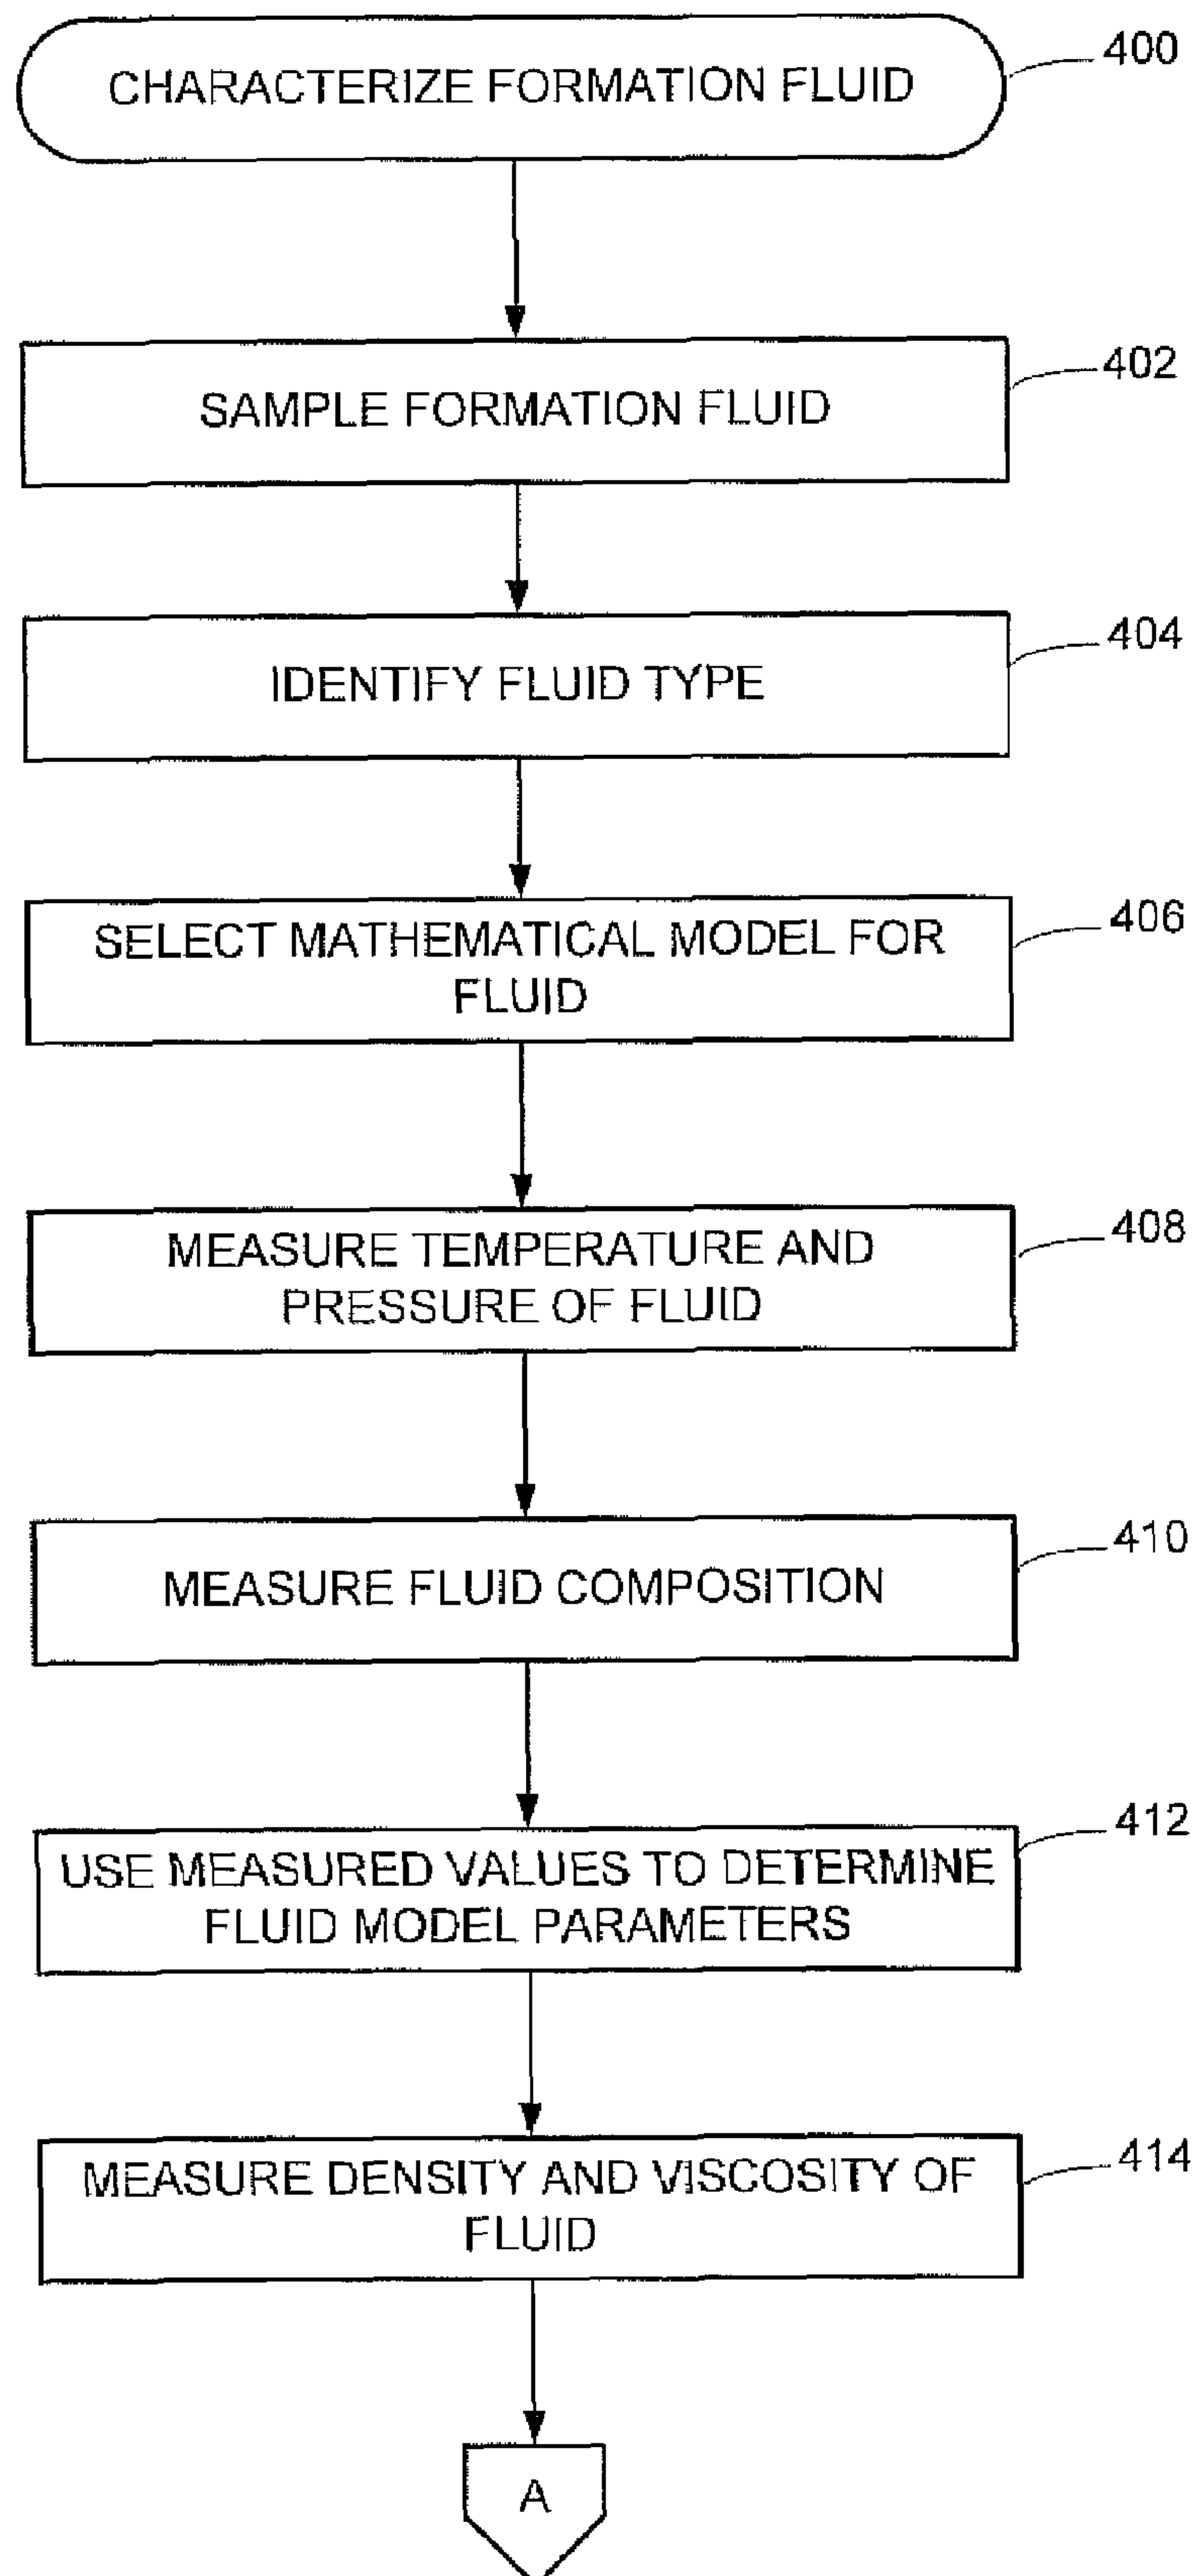 CHARACTERIZE FORMATION FLUID
400
SAMPLE FORMATION FLUID
402
IDENTIFY FLUID TYPE
404
SELECT MATHEMATICAL MODEL FOR
FLUID
406
MEASURE TEMPERATURE AND
PRESSURE OF FLUID
408
MEASURE FLUID COMPOSITION
410
USE MEASURED VALUES TO DETERMINE
FLUID MODEL PARAMETERS
412
MEASURE DENSITY AND VISCOSITY OF
FLUID
414
A